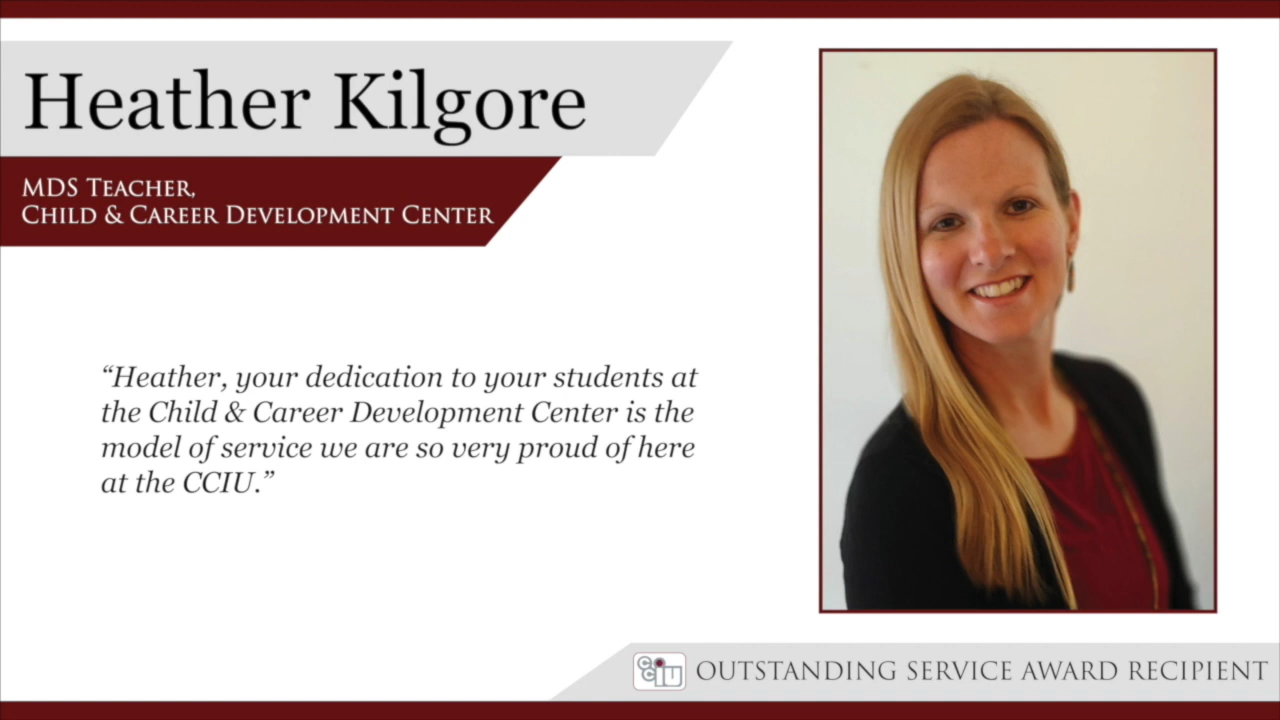 Heather Kilgore
MDS Teacher,
Child & Career Development Center
“Heather, your dedication to your students at
the Child & Career Development Center is the
model of service we are so very proud of here
at the CCIU.”
CCIU OUTSTANDING SERVICE AWARD RECIPIENT